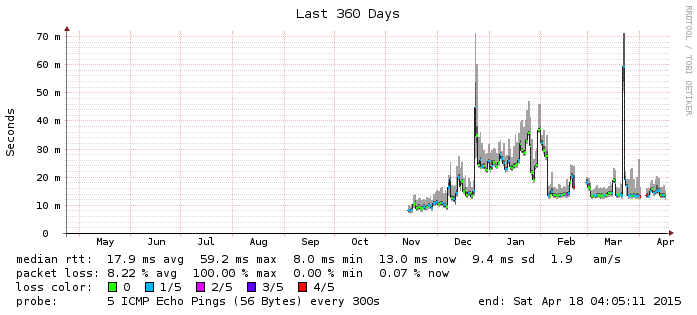 Last 360 Days
RRDTOOL / TOBI OETIKER
Seconds
70 m
60 m
50 m
40 m
30 m
20 m
10 m
0
May Jun Jul Aug Sep Oct Nov Dec Jan Feb Mar Apr
median rtt: 17.9 ms avg 59.2 ms max 8.0 ms min 13.0 ms now 9.4 ms sd 1.9 am/s
packet loss: 8.22 % avg 100.00 % max 0.00 % min 0.07 % now
loss color: 0 1/5 2/5 3/5 4/5
probe: 5 ICMP Echo Pings (56 Bytes) every 300s end: Sat Apr 18 04:05:11 2015